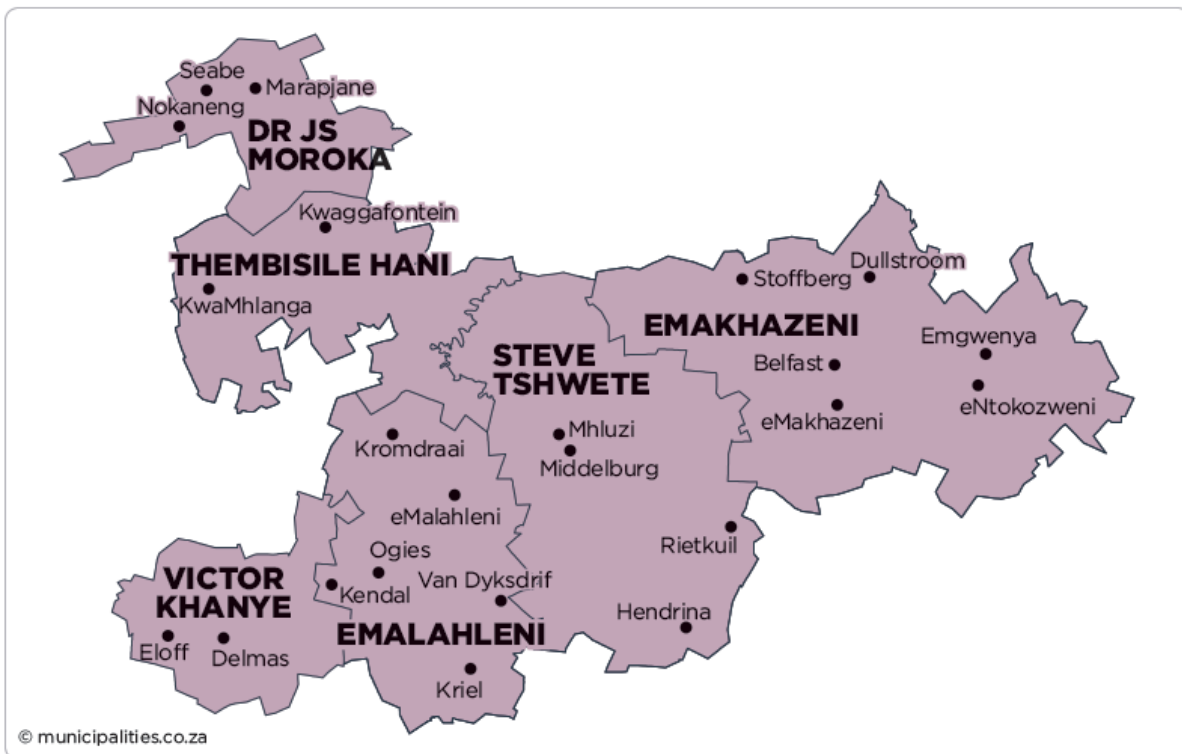 Seabe
Marapjane
Nokaneng
DR JS
MOROKA
Kwaggafontein
THEMBISILE HANI
KwaMhlanga
Dullstroom
Stoffberg
EMAKHAZENI
Emgwenya
STEVE
TSHWETE
Belfast
eNtokozweni
eMakhazeni
Mhluzi
Kromdraai
Middelburg
eMalahleni
Rietkuil
Ogies
VICTOR
KHANYE
Van Dyksdrif
Kendal
Hendrina
EMALAHLENI
Eloff
Delmas
Kriel
© municipalities.co.za